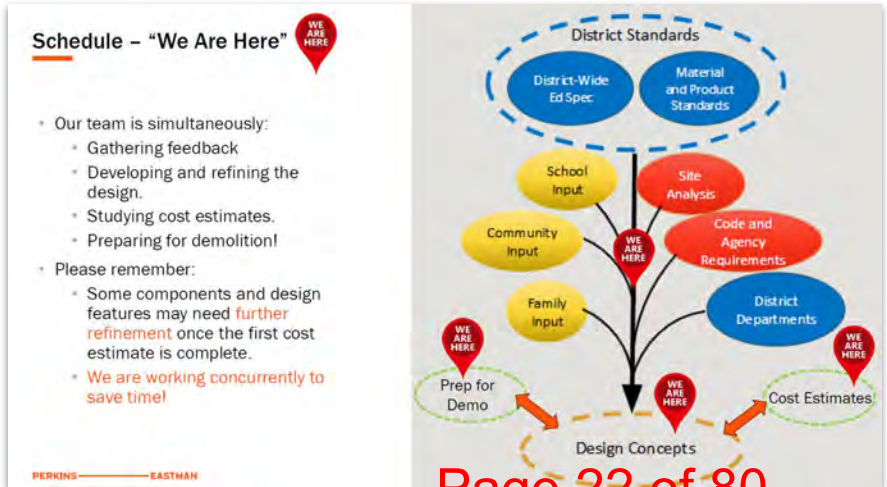 Schedule – "We Are Here"
WE
ARE
HERE
Our team is simultaneously:
Gathering feedback
Developing and refining the
design.
Studying cost estimates.
Preparing for demolition!
Please remember:
Some components and design
features may need further
refinement once the first cost
estimate is complete.
We are working concurrently to
save time!
PERKINS EASTMAN
District Standards
District-Wide
Ed Spec
Material
and Product
Standards
School
Input
Site
Analysis
Community
Input
WE
ARE
HERE
Code and
Agency
Requirements
Family
Input
District
Departments
WE
ARE
HERE
Prep for
Demo
WE
ARE
HERE
WE
ARE
HERE
Cost Estimates
Design Concepts
Page 22 of 80